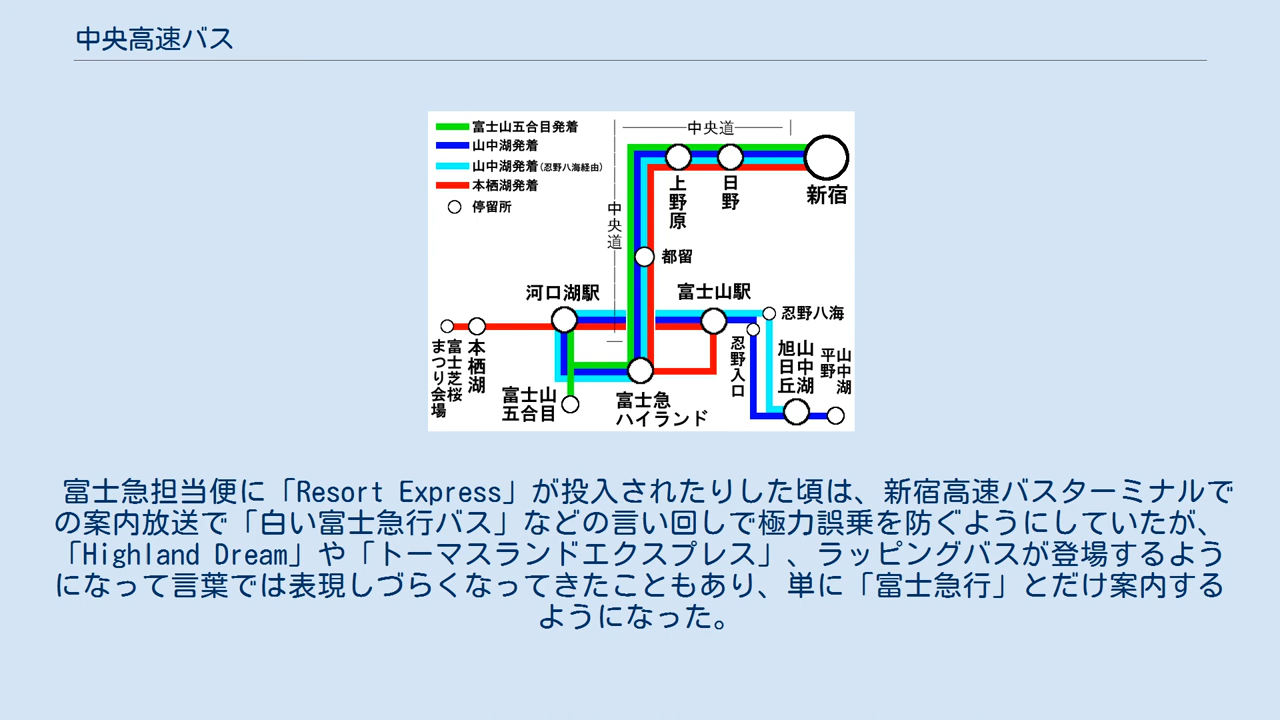 中央高速バス
富士山五合目発着
山中湖発着
山中湖発着(忍野八海経由)
本栖湖発着
停留所
中央道
新宿
日野
上野原
中央道
都留
河口湖駅
富士山駅
忍野八海
富士芝桜
まつり会場
本栖湖
富士山
五合目
富士急
ハイランド
忍野入口
山中湖
旭日丘
山中湖
平野
富士急担当便に「Resort Express」が投入されたりした頃は、新宿高速バスターミナルで
の案内放送で「白い富士急行バス」などの言い回しで極力誤乗を防ぐようにしていたが、
「Highland Dream」や「トーマスランドエクスプレス」、ラッピングバスが登場するよう
になって言葉では表現しづらくなってきたこともあり、単に「富士急行」とだけ案内する
ようになった。